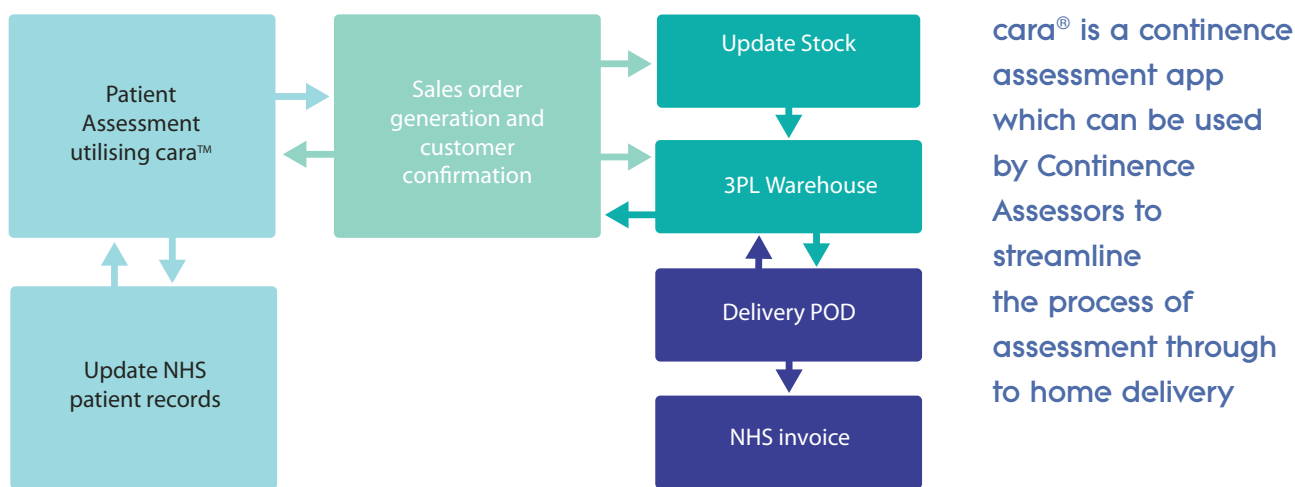 Patient
Assessment
utilising cara™
Update NHS
patient records
Sales order
generation and
customer
confirmation
Update Stock
3PL Warehouse
Delivery POD
NHS invoice
cara® is a continence
assessment app
which can be used
by Continence
Assessors to
streamline
the process of
assessment through
to home delivery